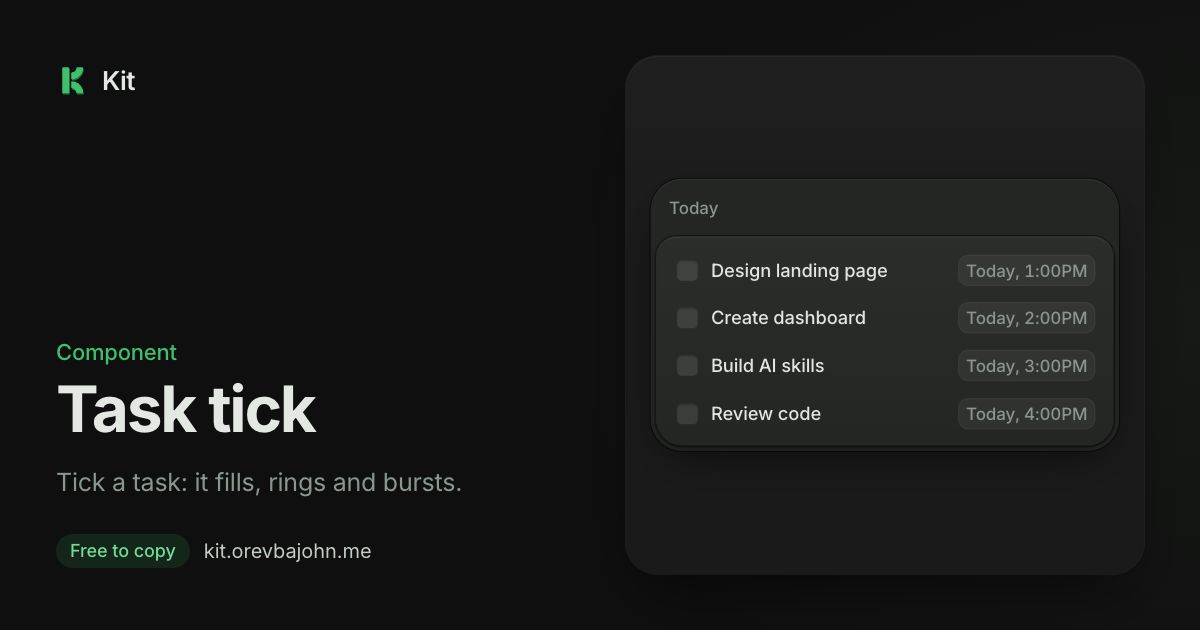 Kit
Component
Task tick
Tick a task: it fills, rings and bursts.
Free to copy kit.orevbajohn.me
Today
Design landing page Today, 1:00PM
Create dashboard Today, 2:00PM
Build AI skills Today, 3:00PM
Review code Today, 4:00PM